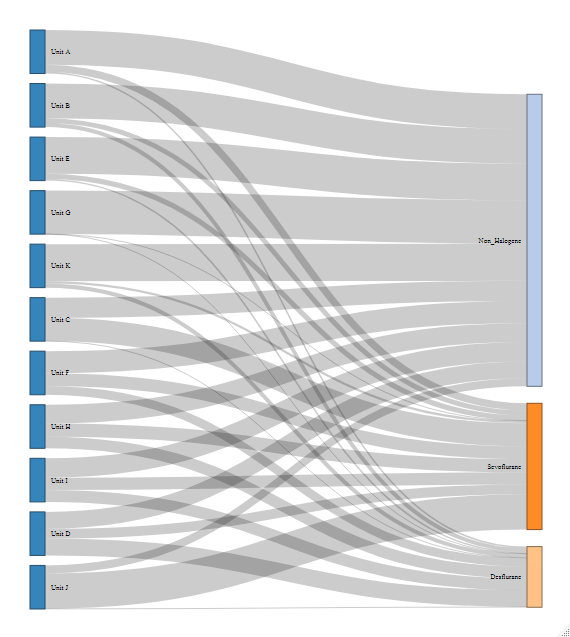 Unit A
Unit B
Unit E
Unit G
Unit K
Unit C
Unit F
Unit H
Unit I
Unit D
Unit J
Non_Halogens
Sevoflurane
Desflurane